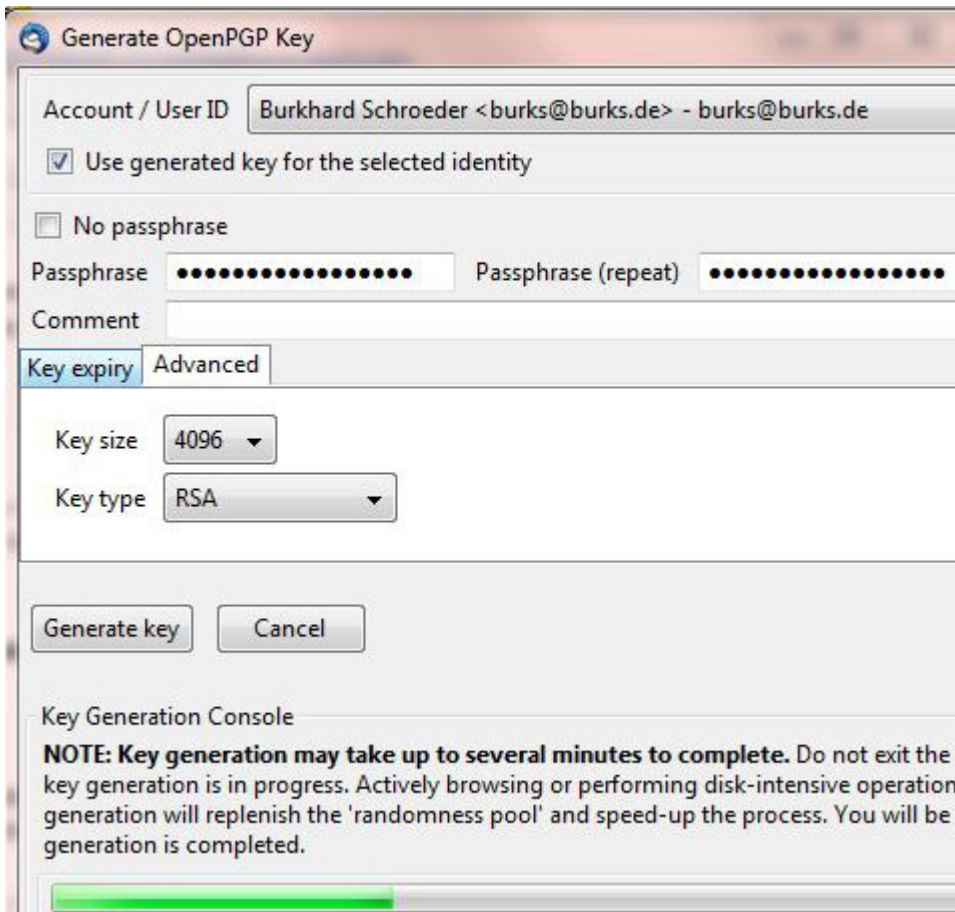 Generate OpenPGP Key
Account / User ID Burkhard Schroeder <burks@burks.de> - burks@burks.de
Use generated key for the selected identity
No passphrase
Passphrase ●●●●●●●●●●●●●●●●● Passphrase (repeat) ●●●●●●●●●●●●●●●●●
Comment
Key expiry Advanced
Key size 4096
Key type RSA
Generate key Cancel
Key Generation Console
NOTE: Key generation may take up to several minutes to complete. Do not exit the
key generation is in progress. Actively browsing or performing disk-intensive operation
generation will replenish the 'randomness pool' and speed-up the process. You will be
generation is completed.